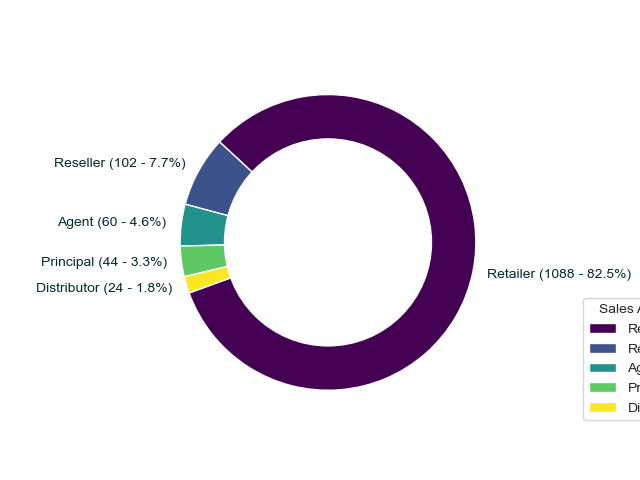 Reseller (102 - 7.7%)
Agent (60 - 4.6%)
Principal (44 - 3.3%)
Distributor (24 - 1.8%)
Retailer (1088 - 82.5%)
Sales